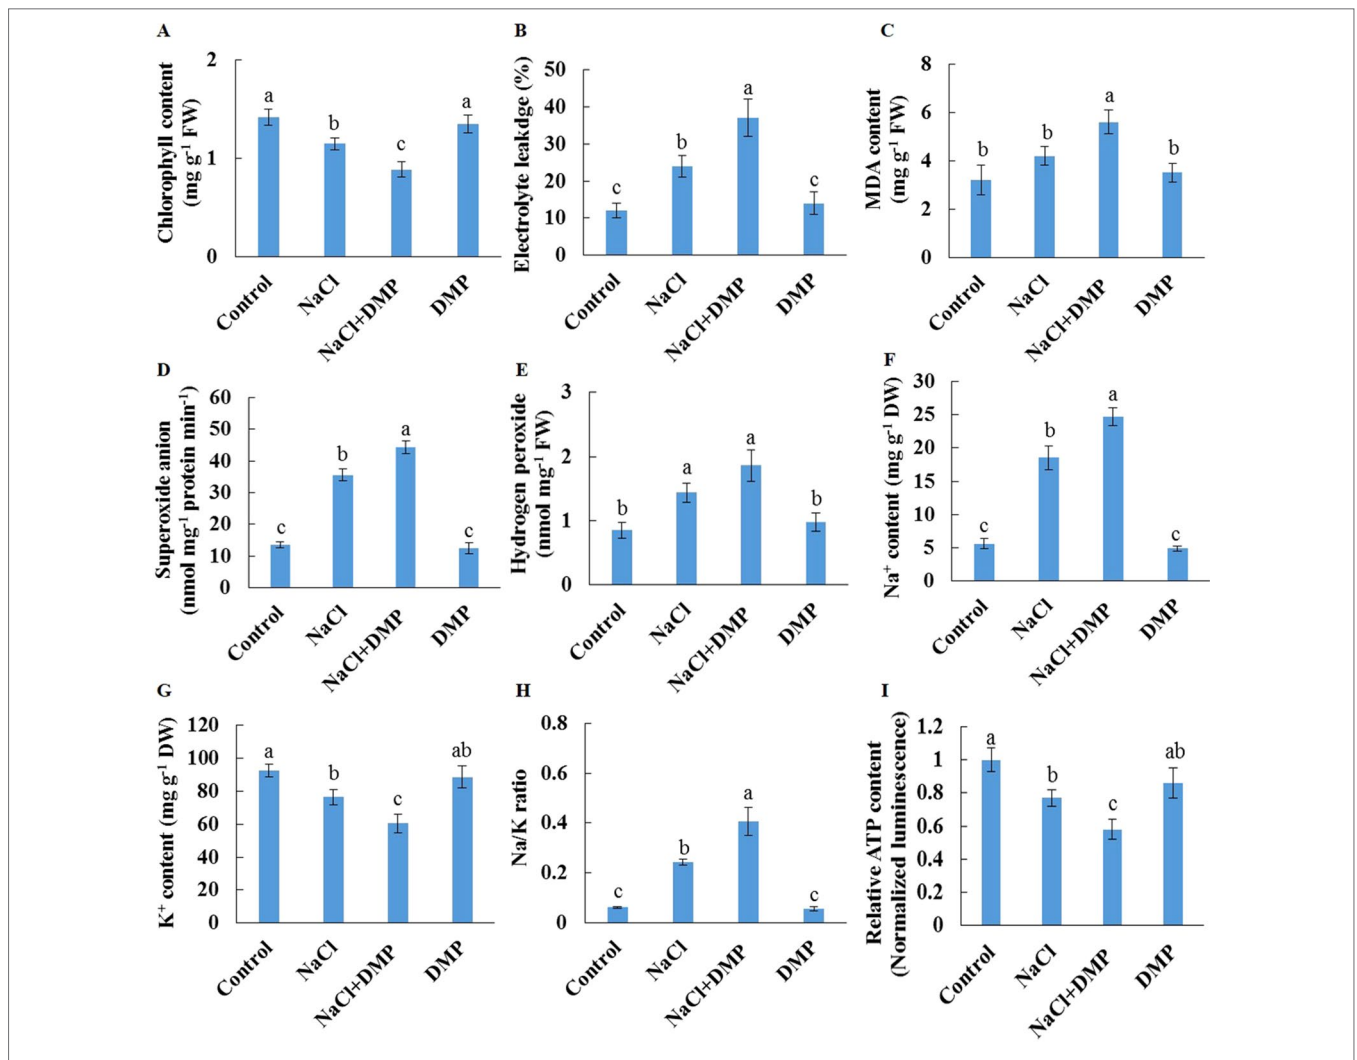 A
Chlorophyll content
(mg g⁻¹ FW)
2
1
0
a
b
c
a
Control
NaCl
NaCl+DMP
DMP
B
Electrolyte leakdge (%)
50
40
30
20
10
0
c
b
a
c
Control
NaCl
NaCl+DMP
DMP
C
MDA content
(mg g⁻¹ FW)
8
6
4
2
0
b
b
a
b
Control
NaCl
NaCl+DMP
DMP
D
Superoxide anion
(nmol mg⁻¹ protein min⁻¹)
60
50
40
30
20
10
0
c
b
a
c
Control
NaCl
NaCl+DMP
DMP
E
Hydrogen peroxide
(nmol mg⁻¹ FW)
3
2
1
0
b
a
a
b
Control
NaCl
NaCl+DMP
DMP
F
Na⁺ content (mg g⁻¹ DW)
30
25
20
15
10
5
0
c
b
a
c
Control
NaCl
NaCl+DMP
DMP
G
K⁺ content (mg g⁻¹ DW)
120
100
80
60
40
20
0
a
b
c
ab
Control
NaCl
NaCl+DMP
DMP
H
Na/K ratio
0.8
0.6
0.4
0.2
0
c
b
a
c
Control
NaCl
NaCl+DMP
DMP
I
Relative ATP content
(Normalized luminescence)
1.2
1
0.8
0.6
0.4
0.2
0
a
b
c
ab
Control
NaCl
NaCl+DMP
DMP